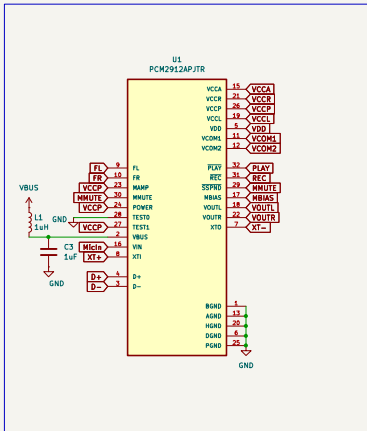 U1
PCM2912APJTR
VCCA 15 VCCA
VCCR 21 VCCR
VCCP 26 VCCP
VCCL 19 VCCL
VDD 5 VDD
VCOM1 11 VCOM1
VCOM2 12 VCOM2
FL 9 FL PLAY 32 PLAY
FR 10 FR REC 31 REC
VCCP 23 MAMP SSPND 29 MMUTE
MMUTE 30 MMUTE MBIAS 17 MBIAS
VCCP 24 POWER VOUTL 18 VOUTL
GND 28 TEST0 VOUTR 22 VOUTR
VCCP 27 TEST1 XTO 7 XT-
VBUS
L1
1uH
2 VBUS
MicIn 16 VIN
XT+ 8 XTI
C3
1uF
GND
D+ 4 D+
D- 3 D-
BGND 1
AGND 13
HGND 20
DGND 6
PGND 25
GND